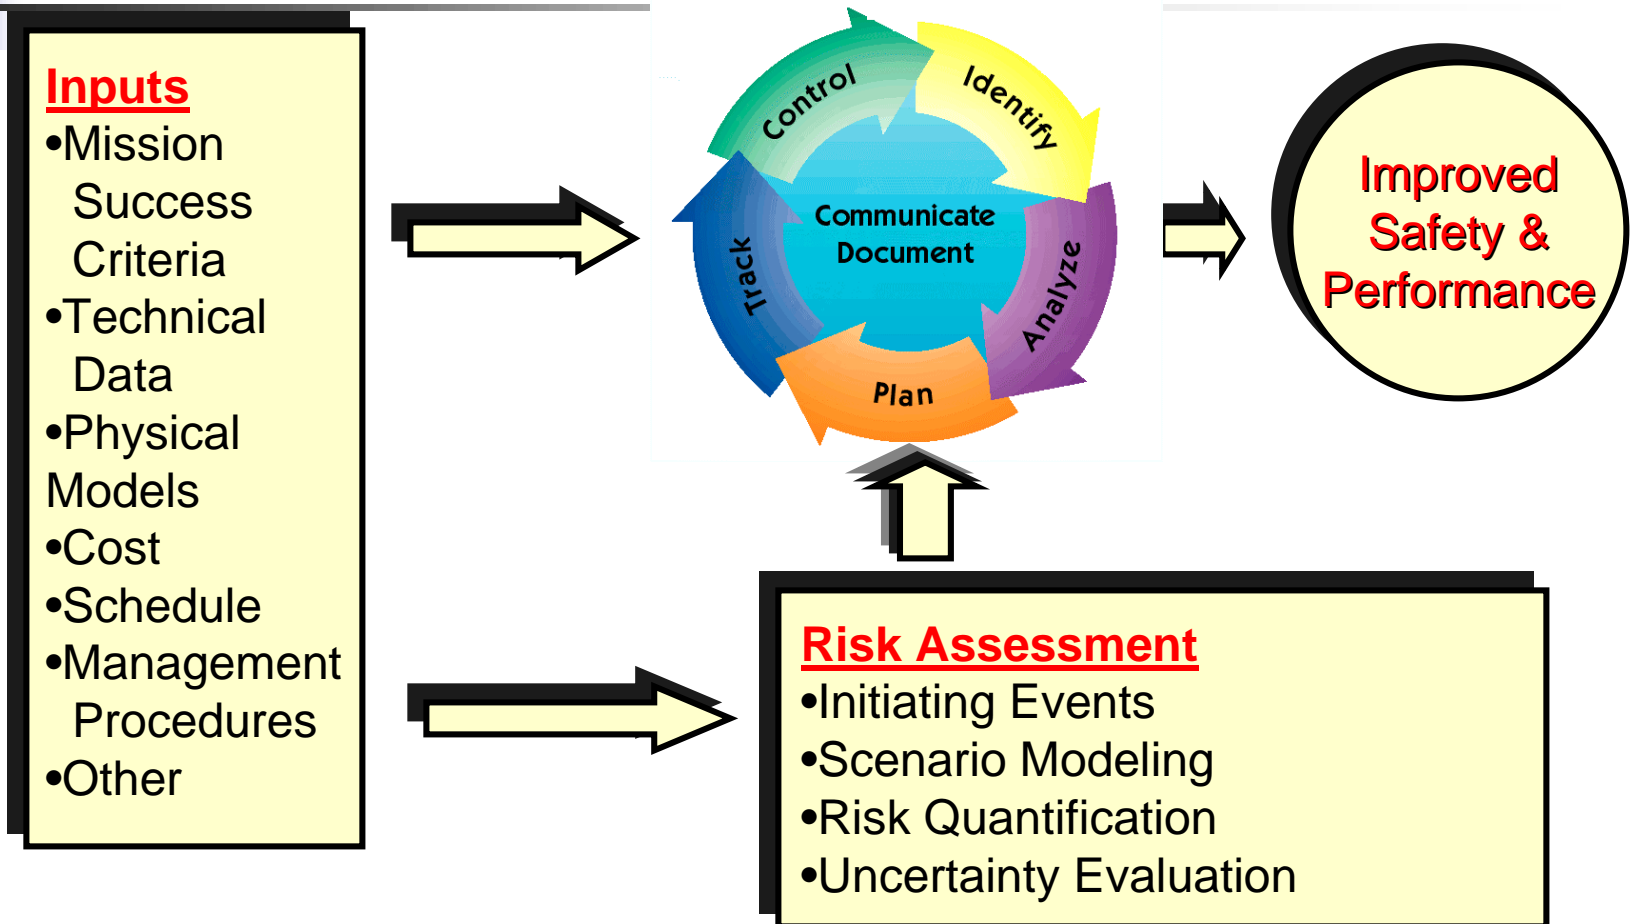 Inputs
•Mission
Success
Criteria
•Technical
Data
•Physical
Models
•Cost
•Schedule
•Management
Procedures
•Other
Control
Identify
Analyze
Plan
Track
Communicate
Document
Improved
Safety &
Performance
Risk Assessment
•Initiating Events
•Scenario Modeling
•Risk Quantification
•Uncertainty Evaluation